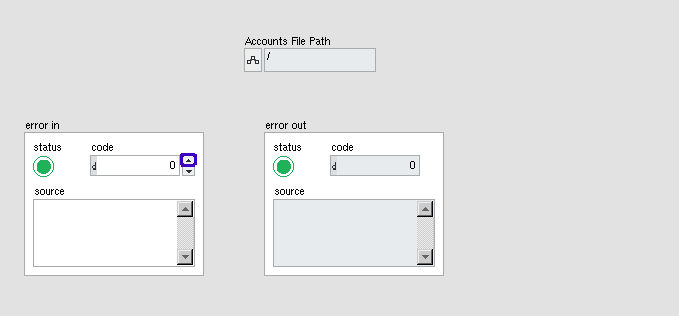 Accounts File Path
/
error in
status code
d 0
source
error out
status code
d 0
source